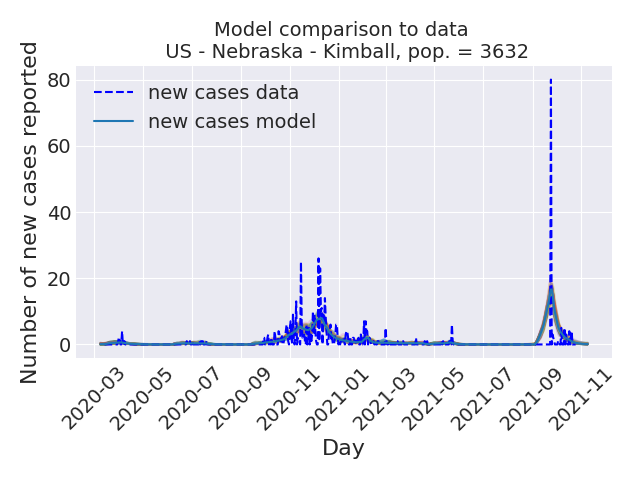 Model comparison to data
US - Nebraska - Kimball, pop. = 3632
Number of new cases reported
80
60
40
20
0
new cases data
new cases model
2020-03
2020-05
2020-07
2020-09
2020-11
2021-01
2021-03
2021-05
2021-07
2021-09
2021-11
Day